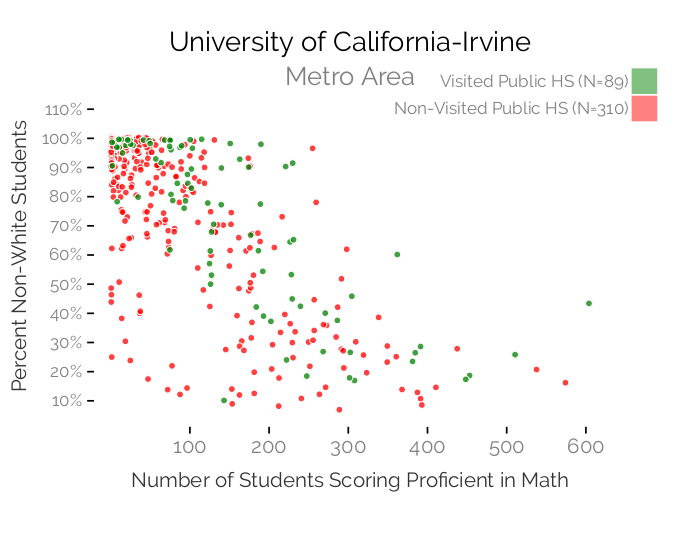 University of California-Irvine
Metro Area
Visited Public HS (N=89)
Non-Visited Public HS (N=310)
Percent Non-White Students
110%
100%
90%
80%
70%
60%
50%
40%
30%
20%
10%
100 200 300 400 500 600
Number of Students Scoring Proficient in Math